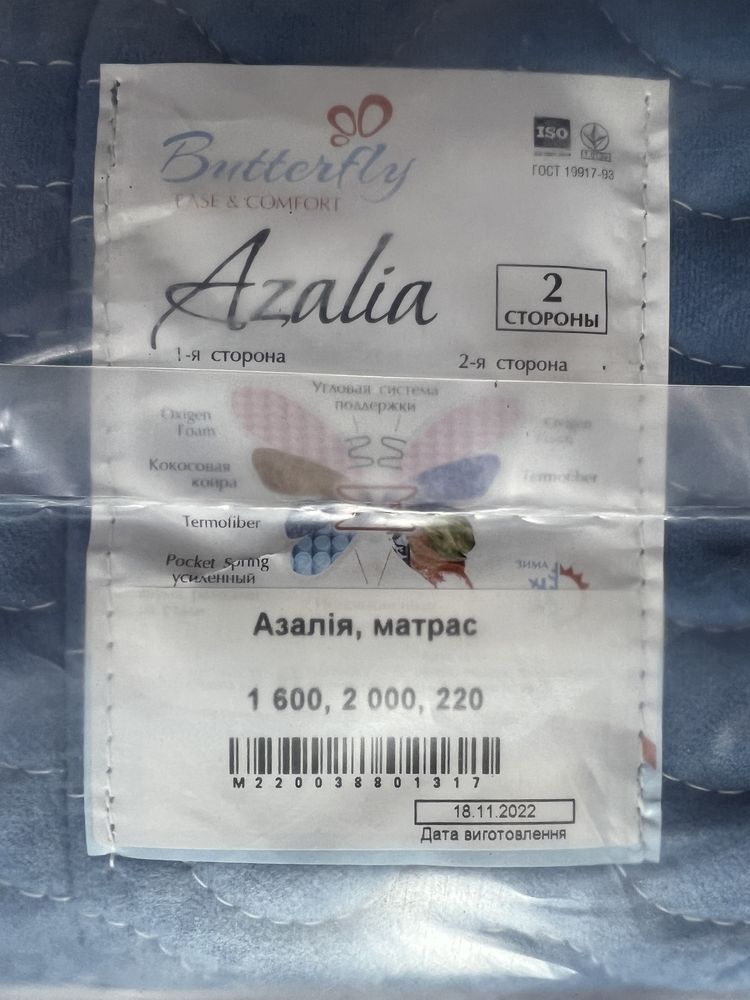 Butterfly
EASE & COMFORT
ISO
ГОСТ 19917-93
Azalia
2
СТОРОНЫ
1-я сторона
2-я сторона
Угловая система
поддержки
Oxigen
Foam
Oxigen
Кокосовая
койра
Termofiber
Termofiber
Pocket Spring
усиленный
ЗИМА
Азалія, матрас
1 600, 2 000, 220
M2200388801317
18.11.2022
Дата виготовлення